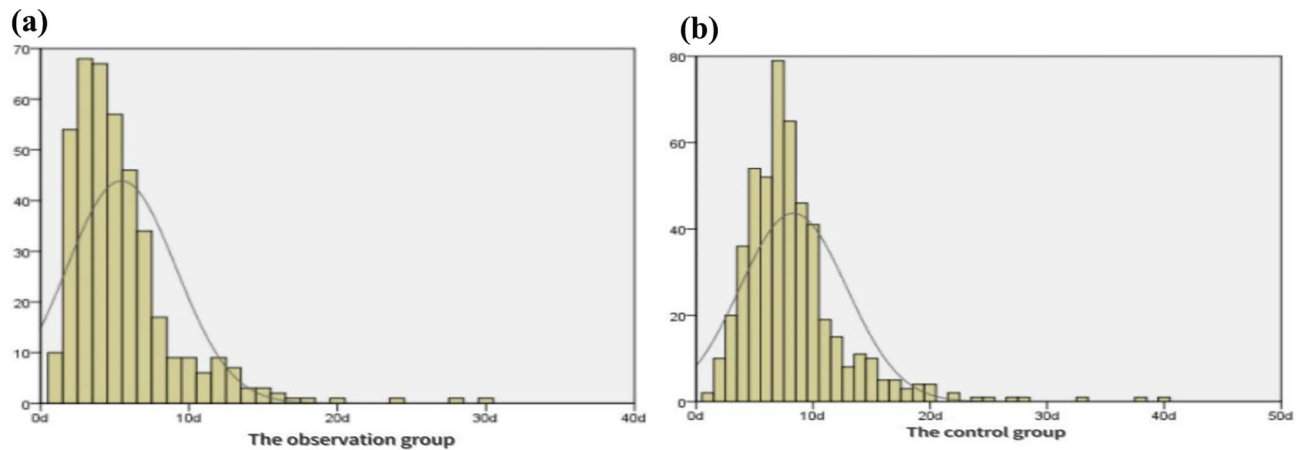 (a)
(b)
70
60
50
40
30
20
10
0
0d 10d 20d 30d 40d
The observation group
80
60
40
20
0
0d 10d 20d 30d 40d 50d
The control group